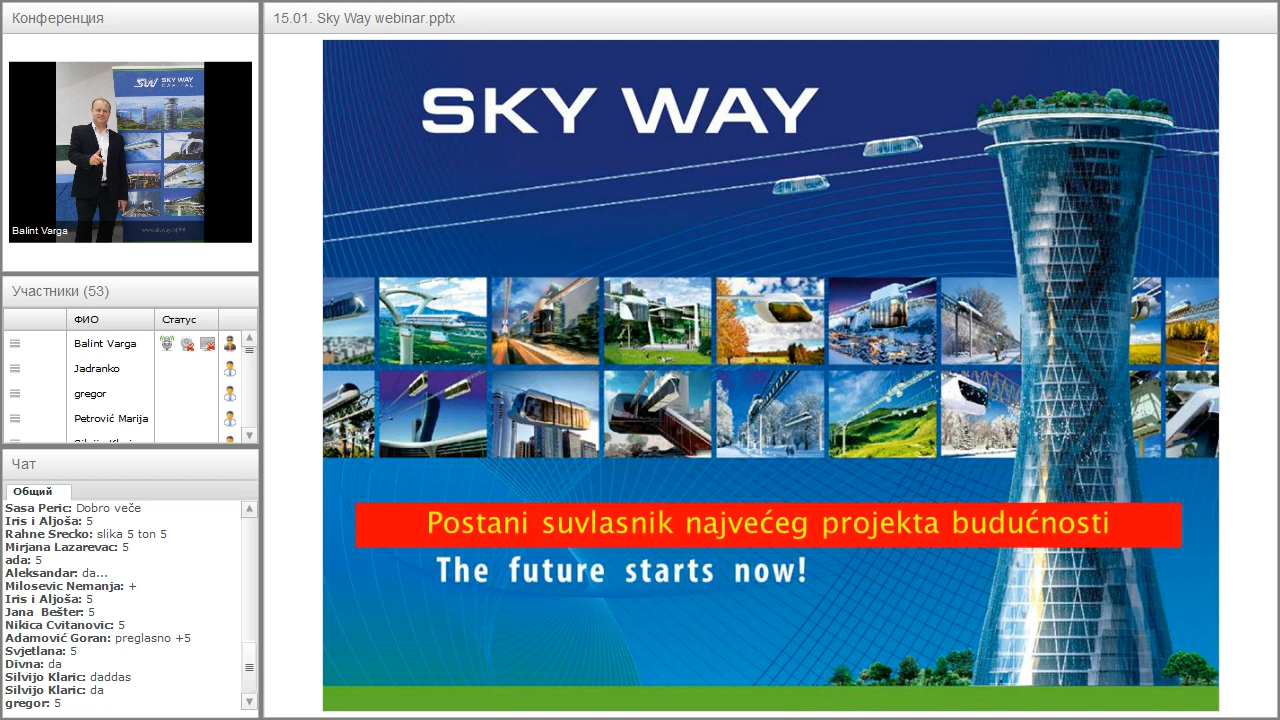 Конференция
SKY WAY
CAPITAL
Balint Varga
Участники (53)
ФИО Статус
Balint Varga
Jadranko
gregor
Petrović Marija
Чат
Общий
Sasa Peric: Dobro veče
Iris i Aljoša: 5
Rahne Srecko: slika 5 ton 5
Mirjana Lazarevac: 5
ada: 5
Aleksandar: da...
Milosevic Nemanja: +
Iris i Aljoša: 5
Jana Bešter: 5
Nikica Cvitanovic: 5
Adamović Goran: preglasno +5
Svjetlana: 5
Divna: da
Silvijo Klaric: daddas
Silvijo Klaric: da
gregor: 5
15.01. Sky Way webinar.pptx
SKY WAY
Postani suvlasnik najvećeg projekta budućnosti
The future starts now!